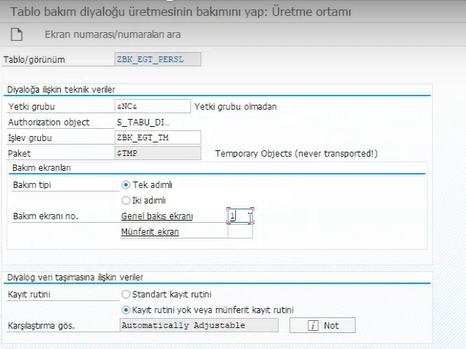 Tablo bakım diyaloğu üretmesinin bakımını yap: Üretme ortamı
Ekran numarası/numaraları ara
Tablo/görünüm ZBK_EGT_PERSL
Diyaloğa ilişkin teknik veriler
Yetki grubu &NC& Yetki grubu olmadan
Authorization object S_TABU_DI..
İşlev grubu ZBK_EGT_TM
Paket $TMP Temporary Objects (never transported!)
Bakım ekranları
Bakım tipi Tek adımlı
İki adımlı
Bakım ekranı no. Genel bakış ekranı 1
Münferit ekran
Diyalog veri taşımasına ilişkin veriler
Kayıt rutini Standart kayıt rutini
Kayıt rutini yok veya münferit kayıt rutini
Karşılaştırma gös. Automatically Adjustable Not